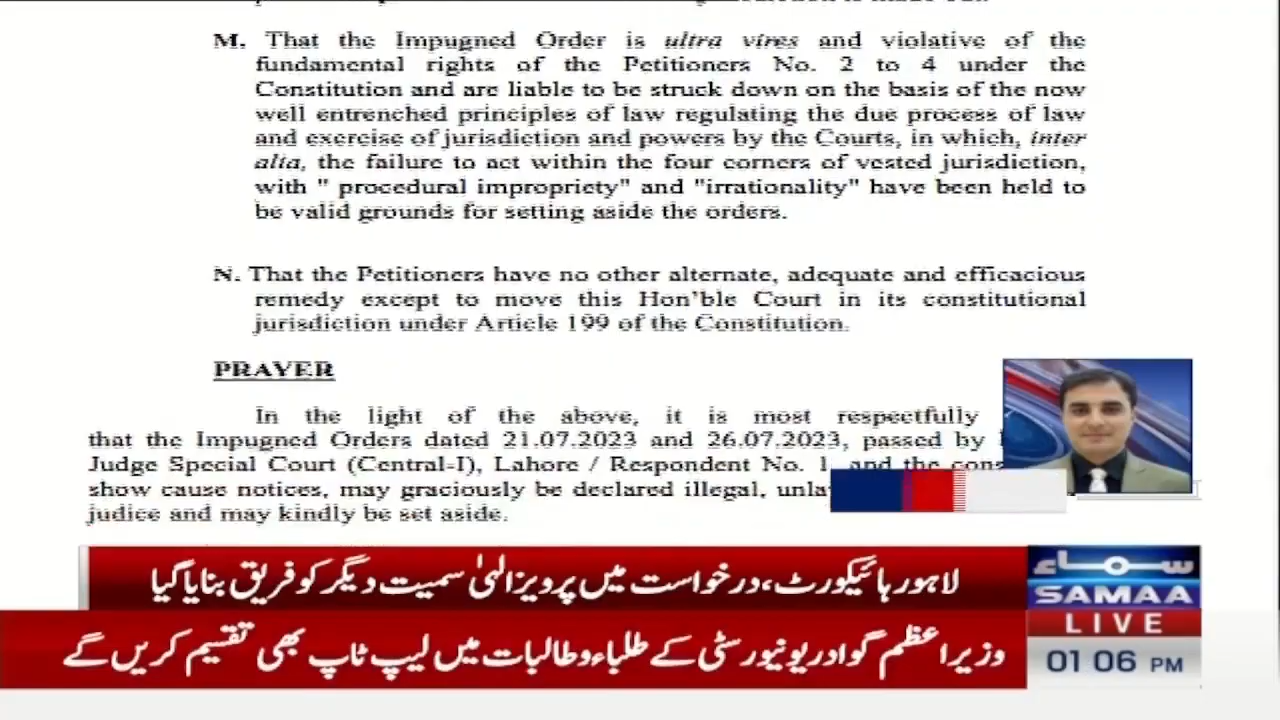 M. That the Impugned Order is ultra vires and violative of the
fundamental rights of the Petitioners No. 2 to 4 under the
Constitution and are liable to be struck down on the basis of the now
well entrenched principles of law regulating the due process of law
and exercise of jurisdiction and powers by the Courts, in which, inter
alia, the failure to act within the four corners of vested jurisdiction,
with " procedural impropriety" and "irrationality" have been held to
be valid grounds for setting aside the orders.
N. That the Petitioners have no other alternate, adequate and efficacious
remedy except to move this Hon'ble Court in its constitutional
jurisdiction under Article 199 of the Constitution.
PRAYER
In the light of the above, it is most respectfully
that the Impugned Orders dated 21.07.2023 and 26.07.2023, passed by
Judge Special Court (Central-I), Lahore / Respondent No. 1, and the
show cause notices, may graciously be declared illegal,
judice and may kindly be set aside.
لاہور ہائیکورٹ، درخواست میں پرویز الہیٰ سمیت دیگر کو فریق بنایا گیا
وزیراعظم گوادر یونیورسٹی کے طلباء و طالبات میں لیپ ٹاپ بھی تقسیم کریں گے
سماء
SAMAA
LIVE
01 06 PM